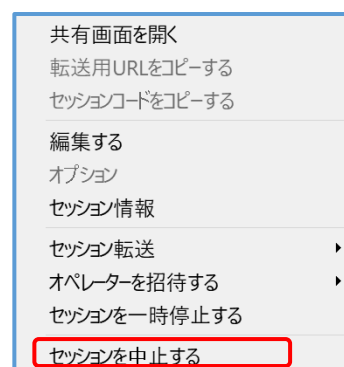 共有画面を開く
転送用URLをコピーする
セッションコードをコピーする
編集する
オプション
セッション情報
セッション転送
オペレーターを招待する
セッションを一時停止する
セッションを中止する